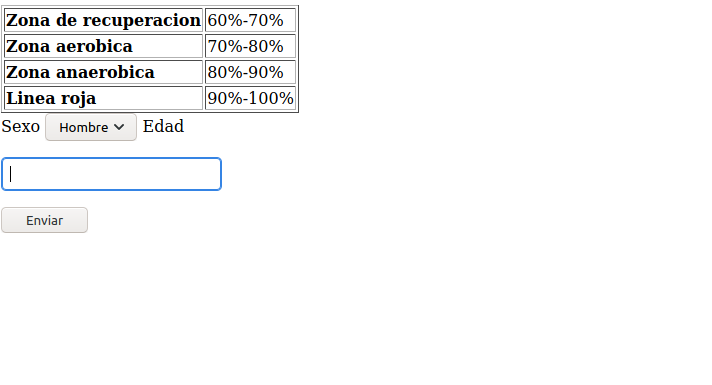 Zona de recuperacion 60%-70%
Zona aerobica 70%-80%
Zona anaerobica 80%-90%
Linea roja 90%-100%
Sexo Hombre Edad
Enviar